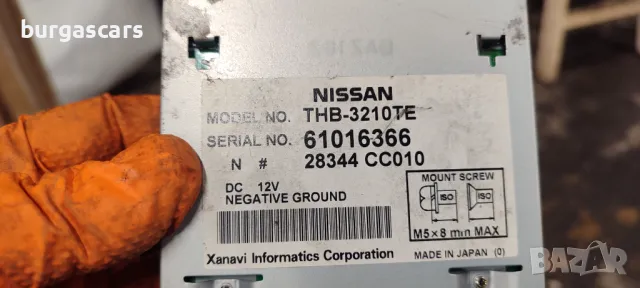 burgascars
NISSAN
MODEL NO. THB-3210TE
SERIAL NO. 61016366
N # 28344 CC010
DC 12V
NEGATIVE GROUND
MOUNT SCREW
ISO ISO
M5×8 min MAX
Xanavi Informatics Corporation
MADE IN JAPAN (0)
BAZAR